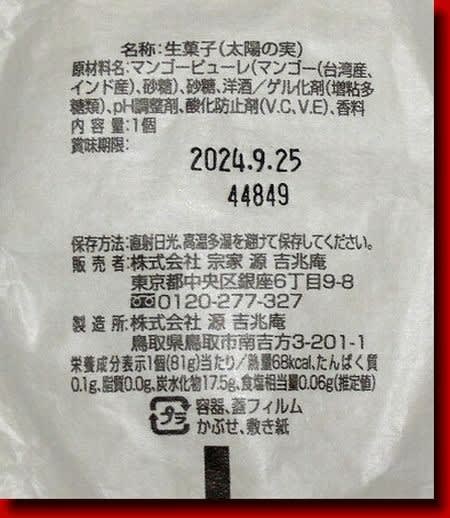 名称:生菓子(太陽の実)
原材料名:マンゴーピューレ(マンゴー(台湾産、
インド産)、砂糖)、砂糖、洋酒/ゲル化剤(増粘多
糖類)、pH調整剤、酸化防止剤(V.C、V.E)、香料
内容量:1個
賞味期限:
2024.9.25
44849
保存方法:直射日光、高温多湿を避けて保存してください。
販売者:株式会社 宗家 源 吉兆庵
東京都中央区銀座6丁目9-8
0120-277-327
製造所:株式会社 源 吉兆庵
鳥取県鳥取市南吉方3-201-1
栄養成分表示1個(81g)当たり/熱量68kcal、たんぱく質
0.1g、脂質0.0g、炭水化物17.5g、食塩相当量0.06g(推定値)
プラ 容器、蓋フィルム
かぶせ、敷き紙